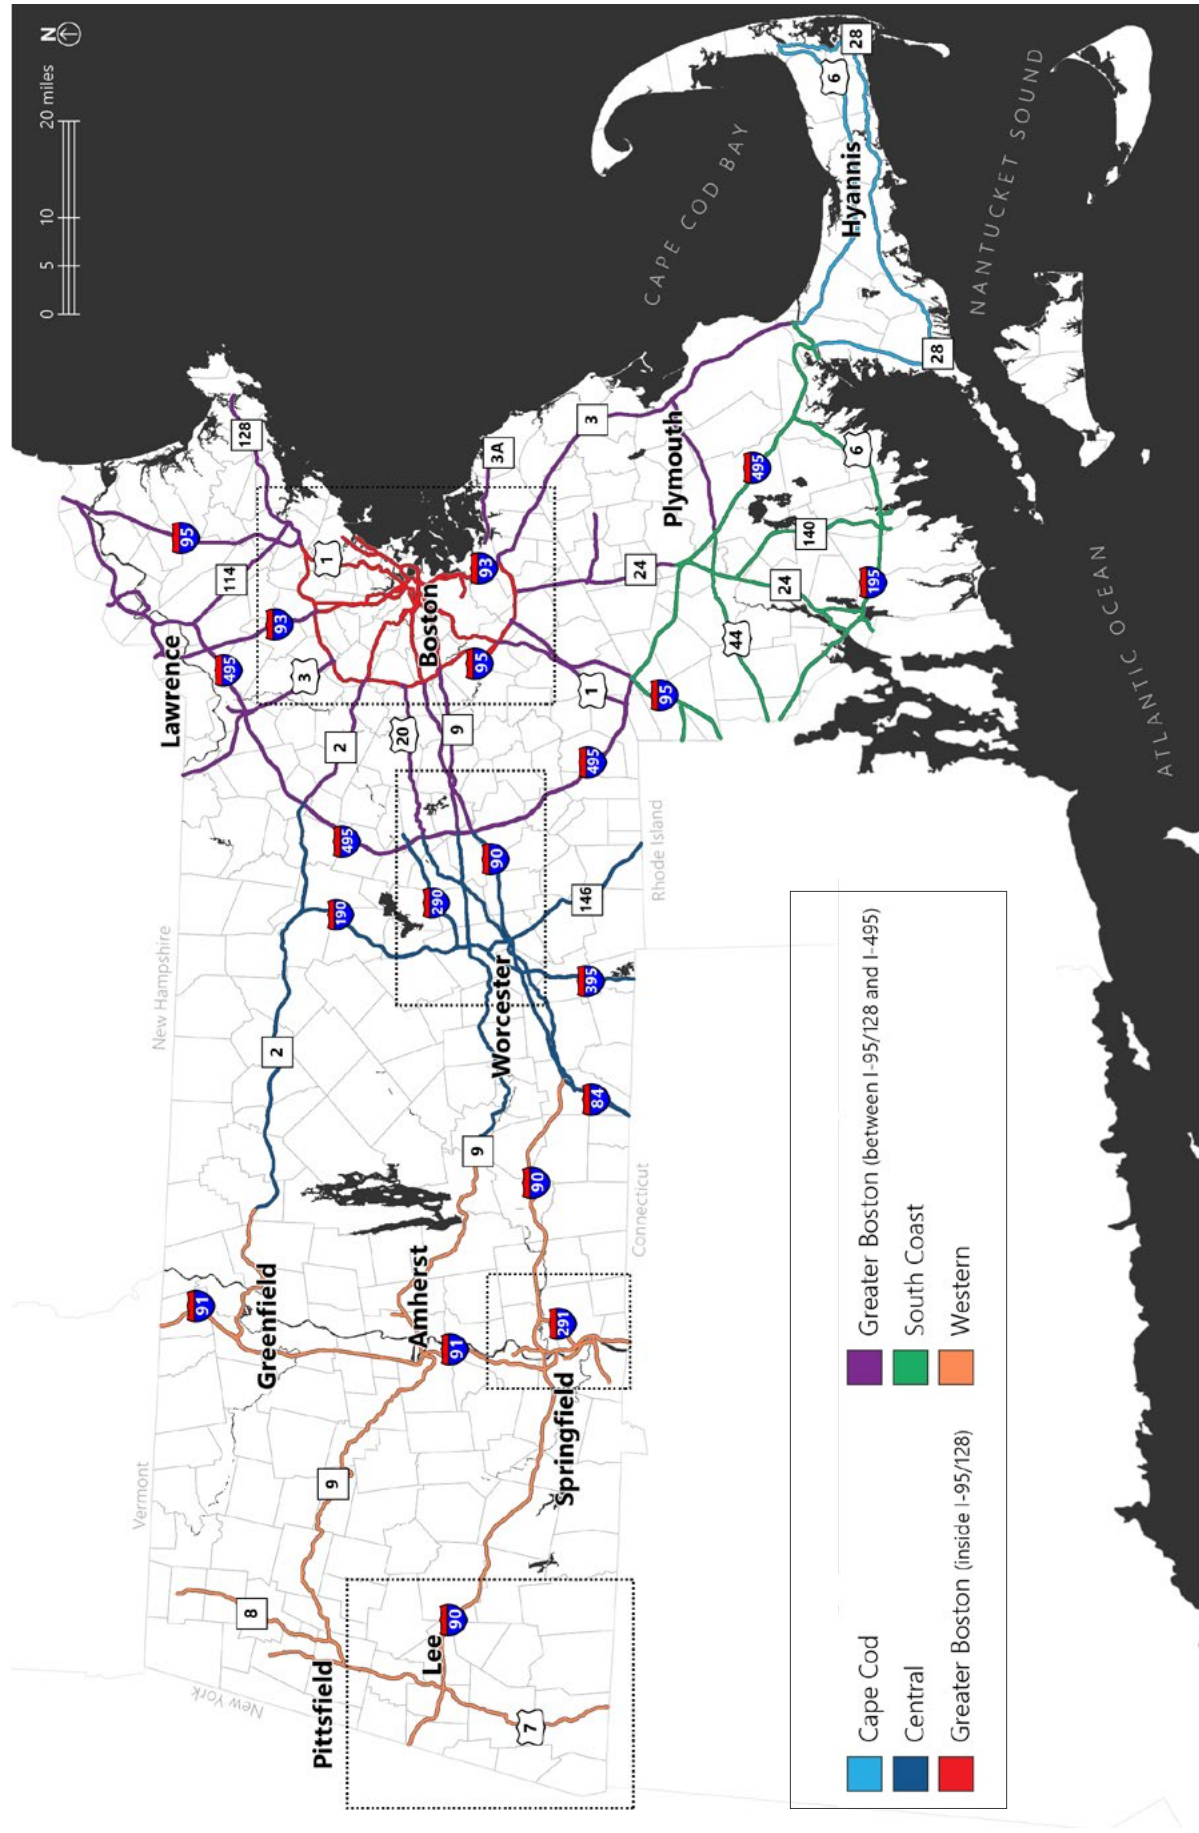 N
0 5 10 20 miles
New Hampshire
Vermont
New York
Connecticut
Rhode Island
CAPE COD BAY
NANTUCKET SOUND
ATLANTIC OCEAN
Pittsfield
Lee
Greenfield
Amherst
Springfield
Worcester
Lawrence
Boston
Plymouth
Hyannis
8
7
90
9
91
91
291
90
9
2
84
395
190
290
146
90
495
2
20
9
495
3
495
93
114
95
128
1
93
95
1
95
3A
3
24
44
24
140
495
195
6
28
6
28
Cape Cod
Central
Greater Boston (inside I-95/128)
Greater Boston (between I-95/128 and I-495)
South Coast
Western